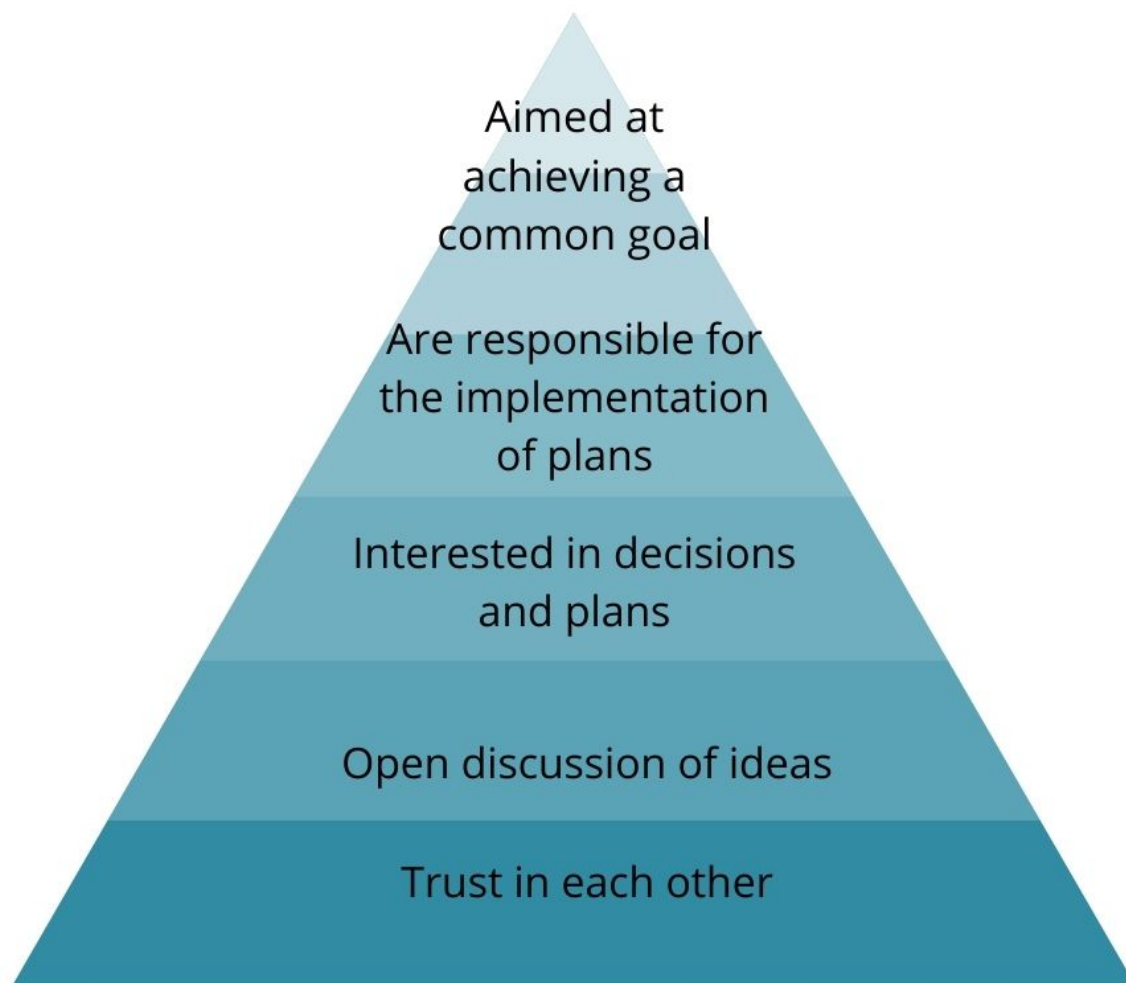 Aimed at
achieving a
common goal
Are responsible for
the implementation
of plans
Interested in decisions
and plans
Open discussion of ideas
Trust in each other